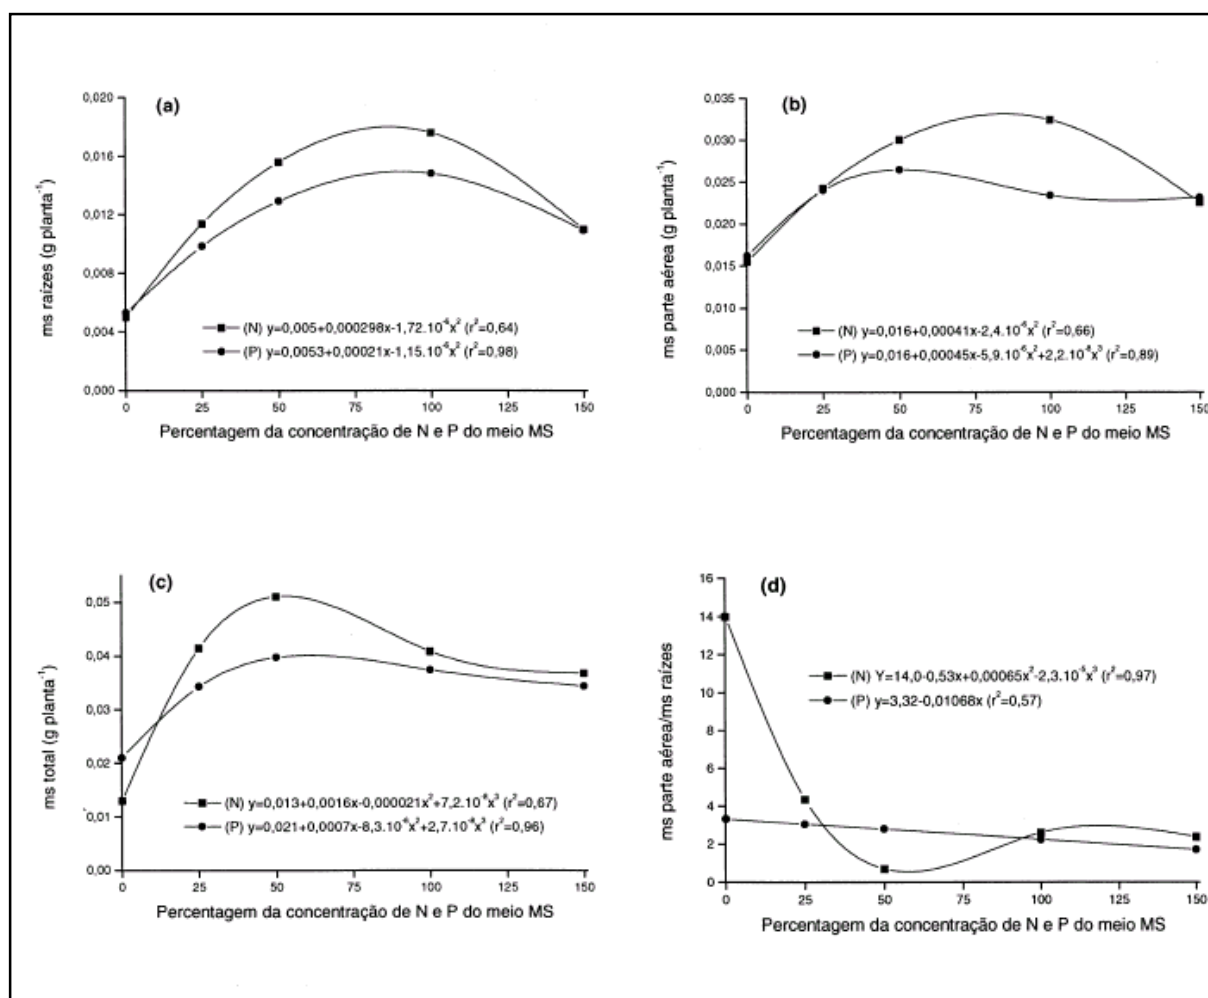 (a)
ms raízes (g planta⁻¹)
0,020
0,016
0,012
0,008
0,004
0,000
(N) y=0,005+0,000298x-1,72.10⁻⁶x² (r²=0,64)
(P) y=0,0053+0,00021x-1,15.10⁻⁶x² (r²=0,98)
0 25 50 75 100 125 150
Percentagem da concentração de N e P do meio MS
(b)
ms parte aérea (g planta⁻¹)
0,035
0,030
0,025
0,020
0,015
0,010
0,005
0,000
(N) y=0,016+0,00041x-2,4.10⁻⁶x² (r²=0,66)
(P) y=0,016+0,00045x-5,9.10⁻⁶x²+2,2.10⁻⁸x³ (r²=0,89)
0 25 50 75 100 125 150
Percentagem da concentração de N e P do meio MS
(c)
ms total (g planta⁻¹)
0,05
0,04
0,03
0,02
0,01
0,00
(N) y=0,013+0,0016x-0,000021x²+7,2.10⁻⁸x³ (r²=0,67)
(P) y=0,021+0,0007x-8,3.10⁻⁶x²+2,7.10⁻⁸x³ (r²=0,96)
0 25 50 75 100 125 150
Percentagem da concentração de N e P do meio MS
(d)
ms parte aérea/ms raízes
16
14
12
10
8
6
4
2
0
(N) Y=14,0-0,53x+0,00065x²-2,3.10⁻⁵x³ (r²=0,97)
(P) y=3,32-0,01068x (r²=0,57)
0 25 50 75 100 125 150
Percentagem da concentração de N e P do meio MS